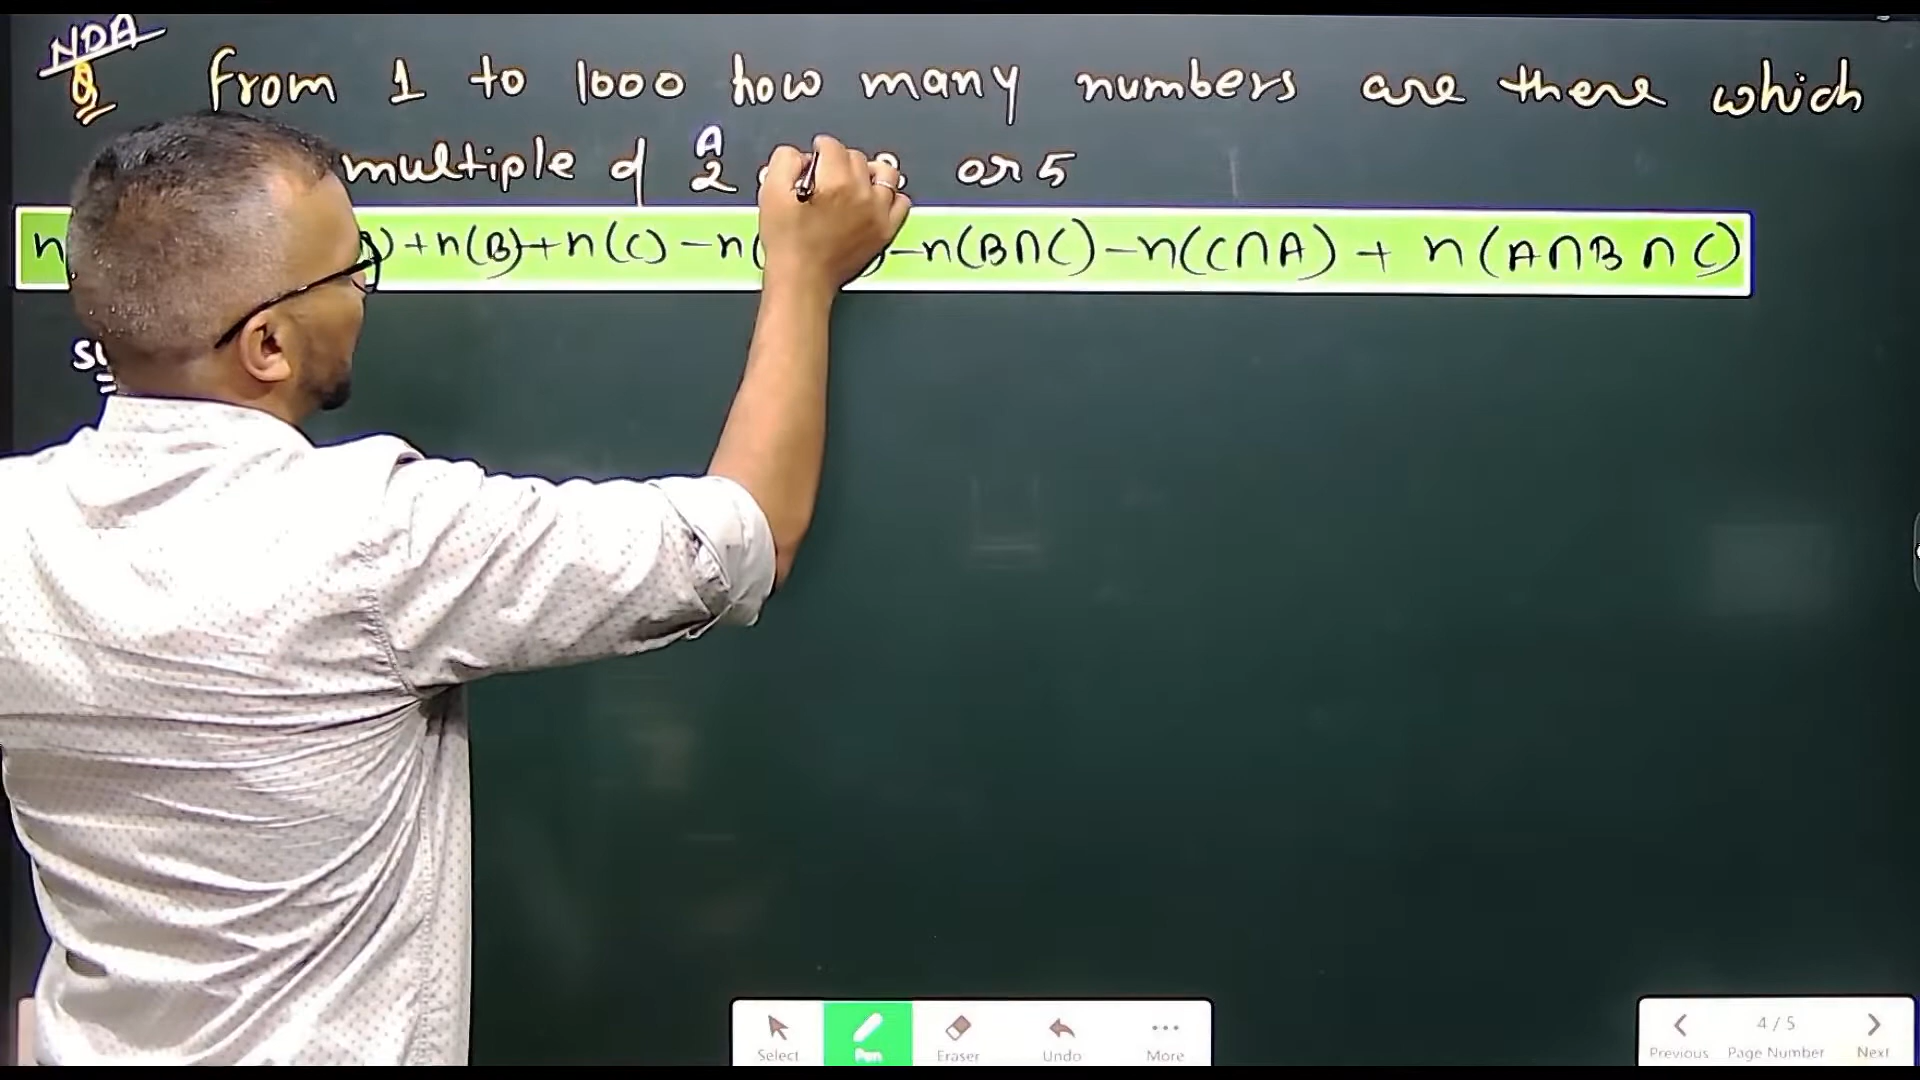 NDA
Q From 1 to 1000 how many numbers are there which
A
multiple of 2 or 5
n +n(B)+n(C) -n( ) -n(B∩C)-n(C∩A) + n(A∩B∩C)
Select Pen Eraser Undo More
4 / 5
Previous Page Number Next